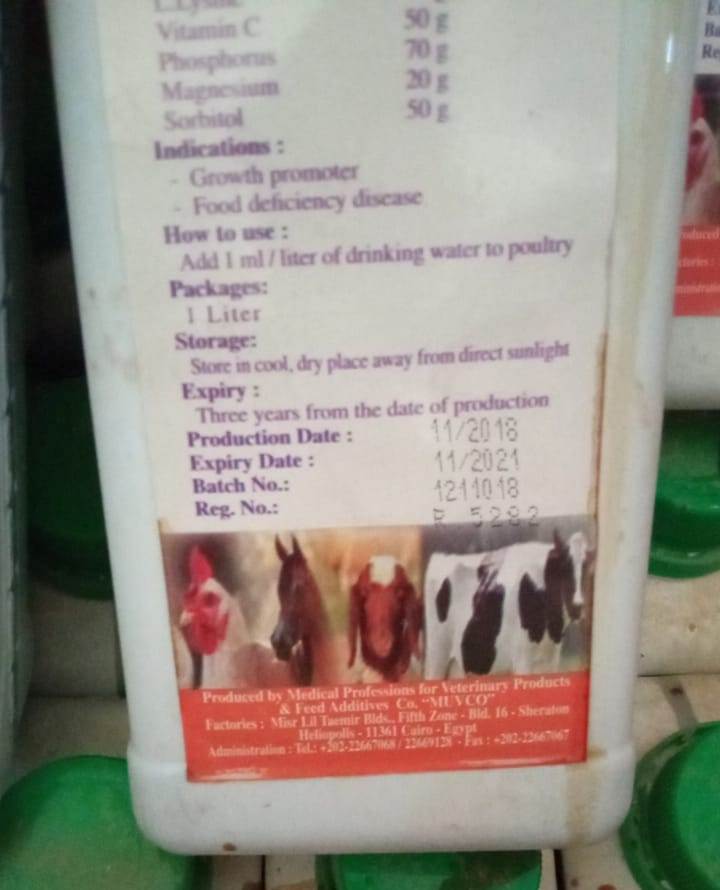 L.Lysine
Vitamin C 50 g
Phosphorus 70 g
Magnesium 20 g
Sorbitol 50 g
Indications :
- Growth promoter
- Food deficiency disease
How to use :
Add 1 ml / liter of drinking water to poultry
Packages:
1 Liter
Storage:
Store in cool, dry place away from direct sunlight
Expiry :
Three years from the date of production
Production Date : 11/2018
Expiry Date : 11/2021
Batch No.: 1211018
Reg. No.: R 5282
Produced by Medical Professions for Veterinary Products
& Feed Additives Co. “MUVCO”
Factories : Misr Lil Taemir Blds., Fifth Zone - Bld. 16 - Sheraton
Heliopolis - 11361 Cairo - Egypt
Administration : Tel.: +202-22667068 / 22669128 - Fax : +202-22667067